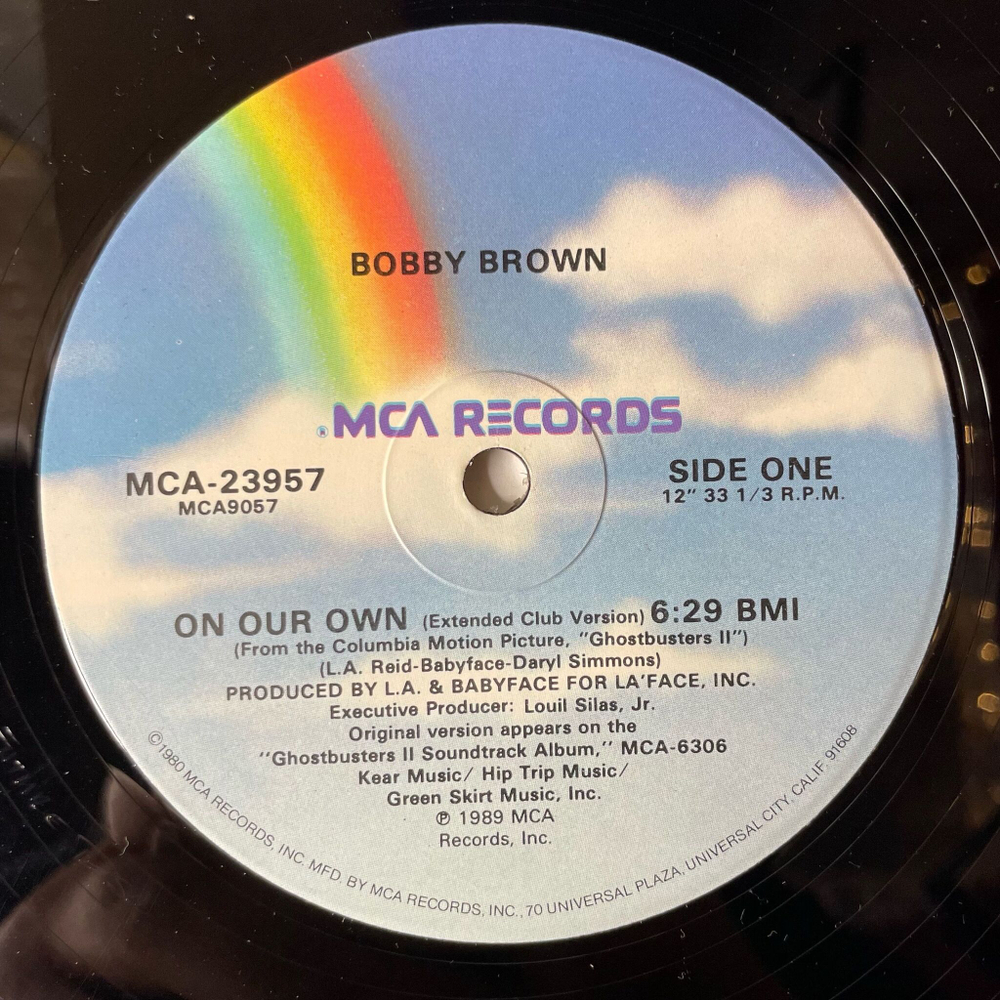 BOBBY BROWN
® MCA RECORDS
MCA-23957
MCA9057
SIDE ONE
12" 33 1/3 R.P.M.
ON OUR OWN (Extended Club Version) 6:29 BMI
(From the Columbia Motion Picture, "Ghostbusters II")
(L.A. Reid-Babyface-Daryl Simmons)
PRODUCED BY L.A. & BABYFACE FOR LA'FACE, INC.
Executive Producer: Louil Silas, Jr.
Original version appears on the
"Ghostbusters II Soundtrack Album," MCA-6306
Kear Music/ Hip Trip Music/
Green Skirt Music, Inc.
℗ 1989 MCA
Records, Inc.
©1980 MCA RECORDS, INC. MFD. BY MCA RECORDS, INC., 70 UNIVERSAL PLAZA, UNIVERSAL CITY, CALIF. 91608